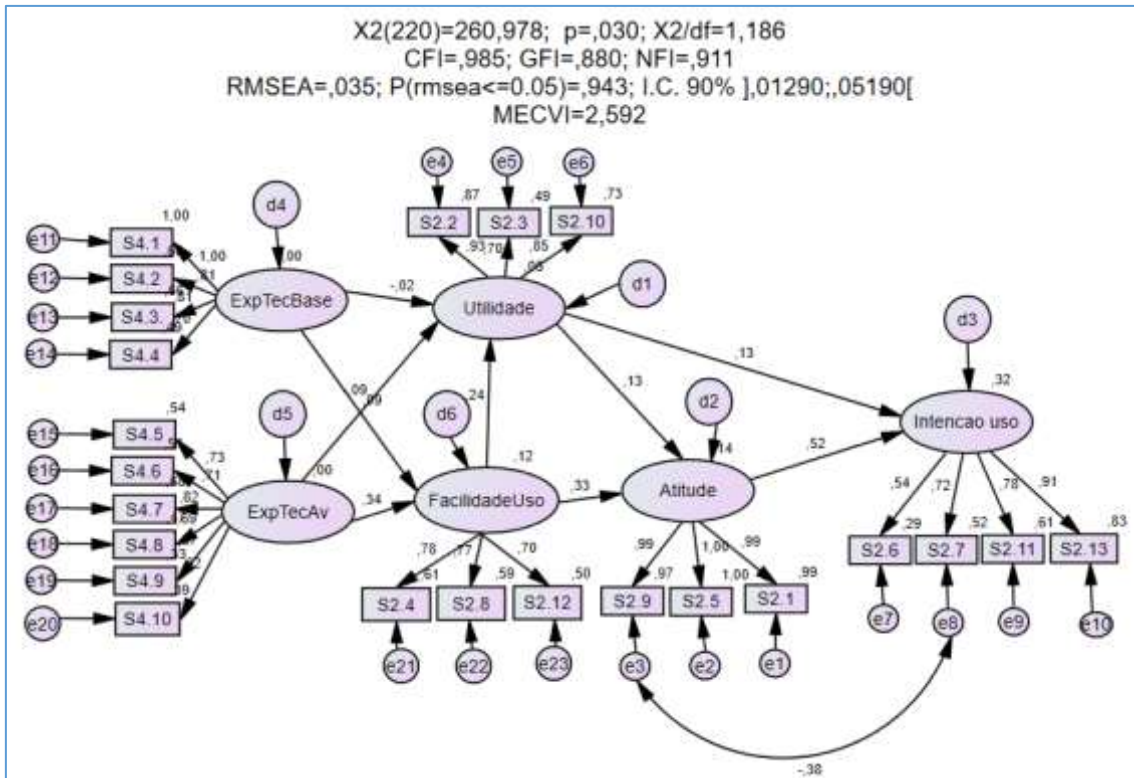 X2(220)=260,978; p=,030; X2/df=1,186
CFI=,985; GFI=,880; NFI=,911
RMSEA=,035; P(rmsea<=0.05)=,943; I.C. 90% ],01290;,05190[
MECVI=2,592
e4 e5 e6
,87 ,49 ,73
S2.2 S2.3 S2.10
,93 ,70 ,85
d4
1,00
e11 S4.1
1,00
e12 S4.2
,81
e13 S4.3.
e14 S4.4
,00
ExpTecBase
-,02
Utilidade
d1
d3
,13
,32
Intencao uso
,09
,24
,13
d5
d6
d2
,54
e15 S4.5
,73
e16 S4.6
,71
e17 S4.7
,82
e18 S4.8
e19 S4.9
e20 S4.10
,00
ExpTecAv
,34
,12
FacilidadeUso
,33
Atitude
,52
,54 ,72 ,78 ,91
,29 ,52 ,61 ,83
S2.6 S2.7 S2.11 S2.13
e7 e8 e9 e10
,78 ,77 ,70
,61 ,59 ,50
S2.4 S2.8 S2.12
e21 e22 e23
,99 1,00 ,99
,97 1,00 ,99
S2.9 S2.5 S2.1
e3 e2 e1
-,38